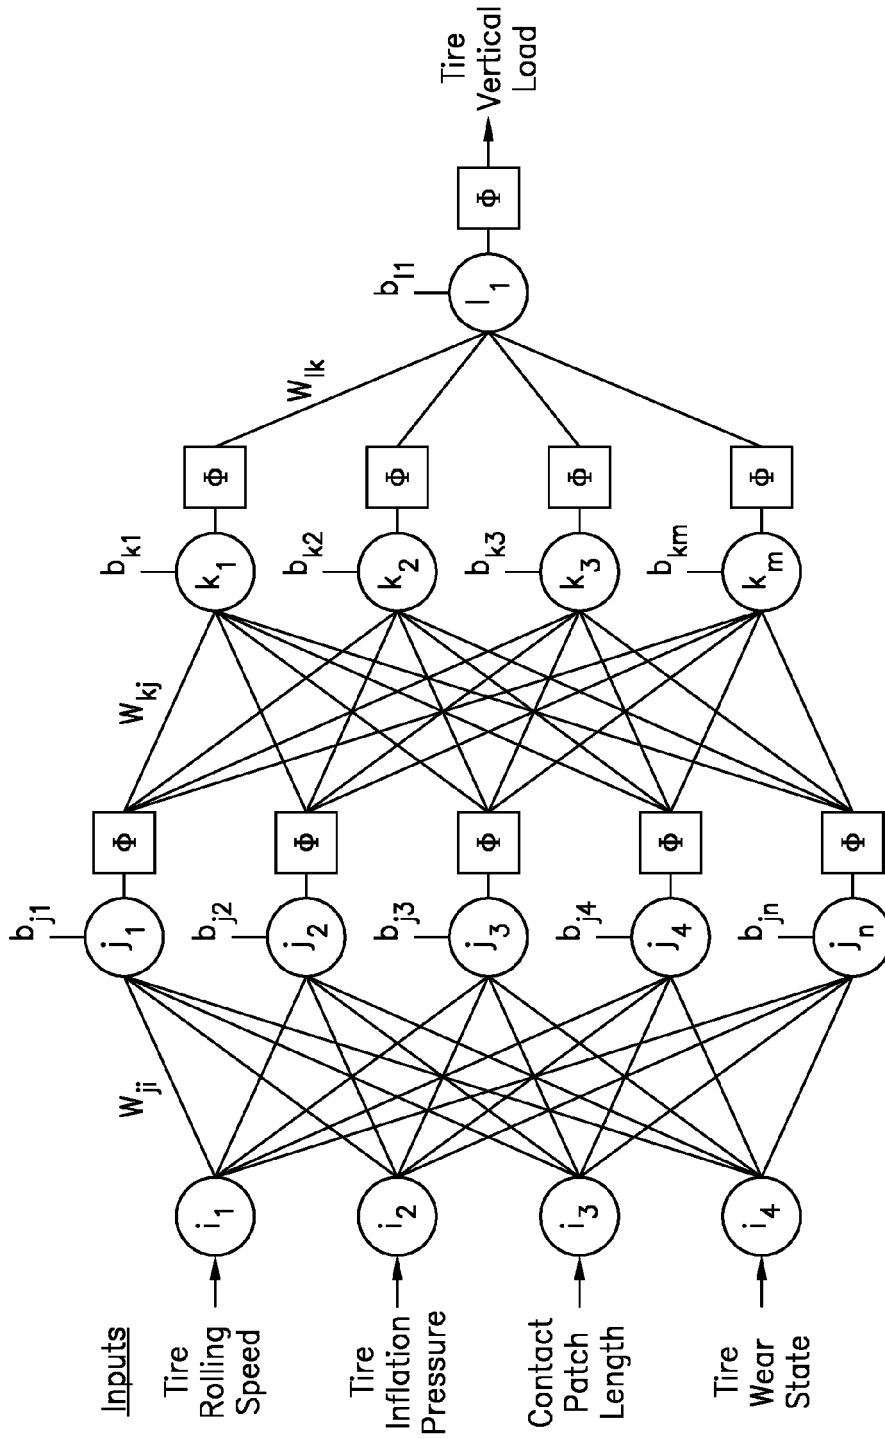 Inputs
Tire
Rolling
Speed
Tire
Inflation
Pressure
Contact
Patch
Length
Tire
Wear
State
i1
i2
i3
i4
Wji
bj1
j1
Φ
bj2
j2
Φ
bj3
j3
Φ
bj4
j4
Φ
bjn
jn
Φ
Wkj
bk1
k1
Φ
bk2
k2
Φ
bk3
k3
Φ
bkm
km
Φ
Wlk
bl1
l1
Φ
Tire
Vertical
Load